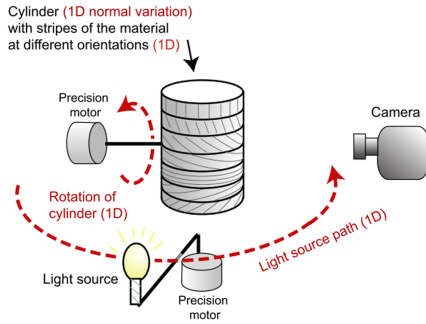 Cylinder (1D normal variation)
with stripes of the material
at different orientations (1D)
Precision
motor
Camera
Rotation of
cylinder (1D)
Light source path (1D)
Light source
Precision
motor